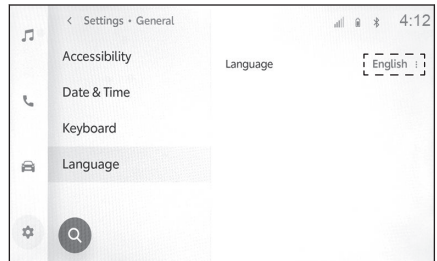 < Settings • General
4:12
Accessibility
Language
English
Date & Time
Keyboard
Language